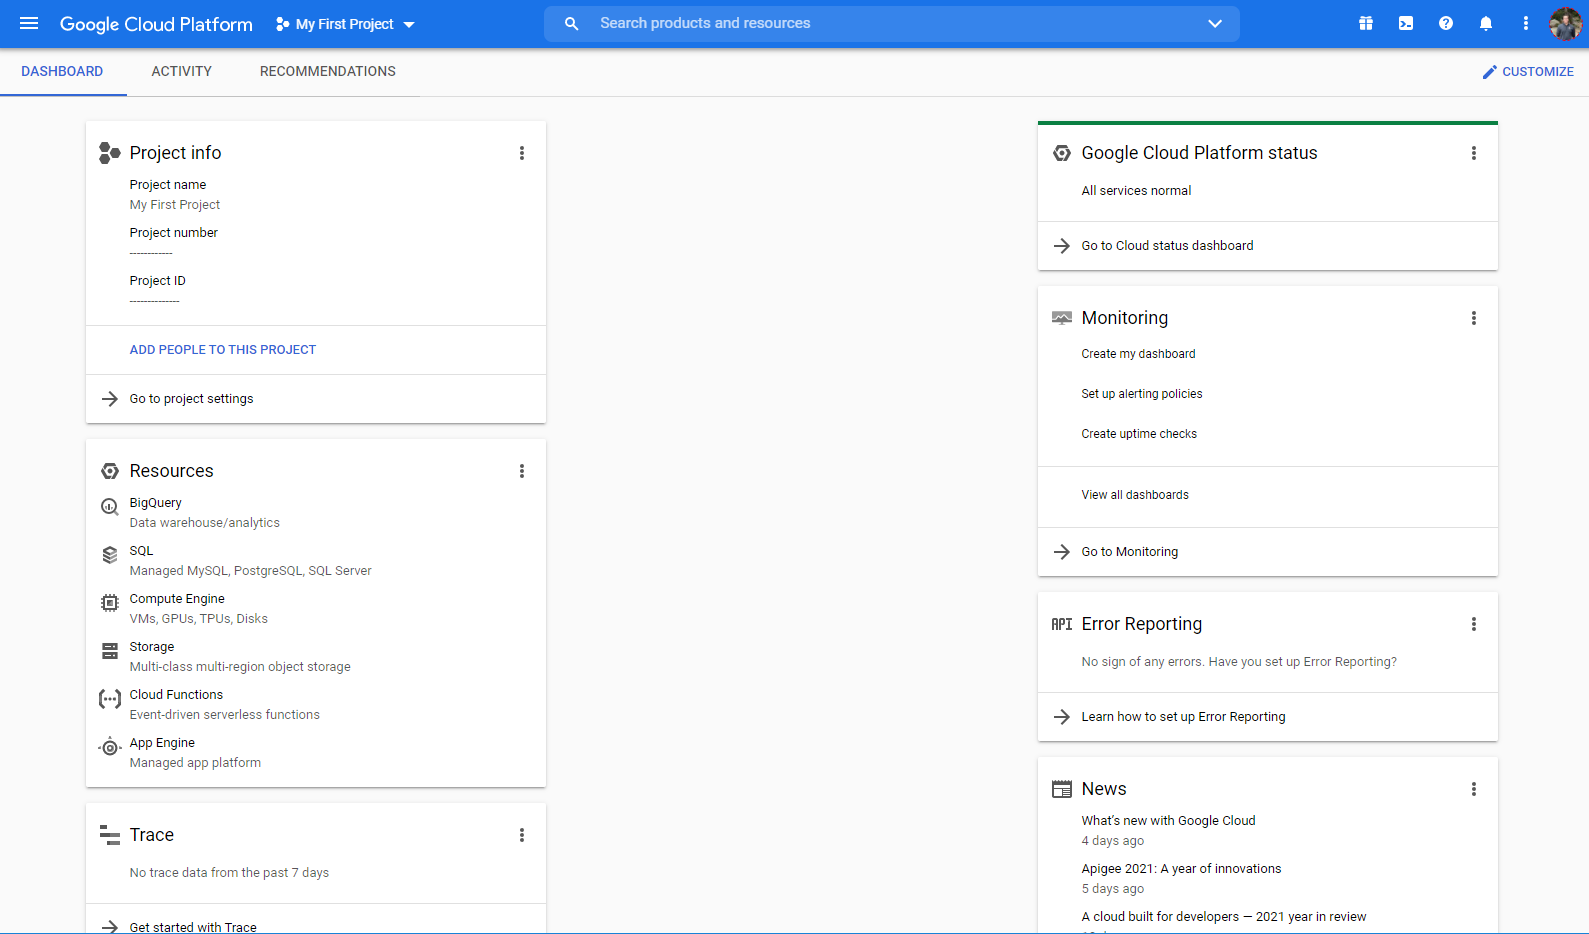 Google Cloud Platform
My First Project
Search products and resources
DASHBOARD
ACTIVITY
RECOMMENDATIONS
CUSTOMIZE
Project info
Project name
My First Project
Project number
------------
Project ID
--------------
ADD PEOPLE TO THIS PROJECT
Go to project settings
Resources
BigQuery
Data warehouse/analytics
SQL
Managed MySQL, PostgreSQL, SQL Server
Compute Engine
VMs, GPUs, TPUs, Disks
Storage
Multi-class multi-region object storage
Cloud Functions
Event-driven serverless functions
App Engine
Managed app platform
Trace
No trace data from the past 7 days
Get started with Trace
Google Cloud Platform status
All services normal
Go to Cloud status dashboard
Monitoring
Create my dashboard
Set up alerting policies
Create uptime checks
View all dashboards
Go to Monitoring
API Error Reporting
No sign of any errors. Have you set up Error Reporting?
Learn how to set up Error Reporting
News
What's new with Google Cloud
4 days ago
Apigee 2021: A year of innovations
5 days ago
A cloud built for developers — 2021 year in review